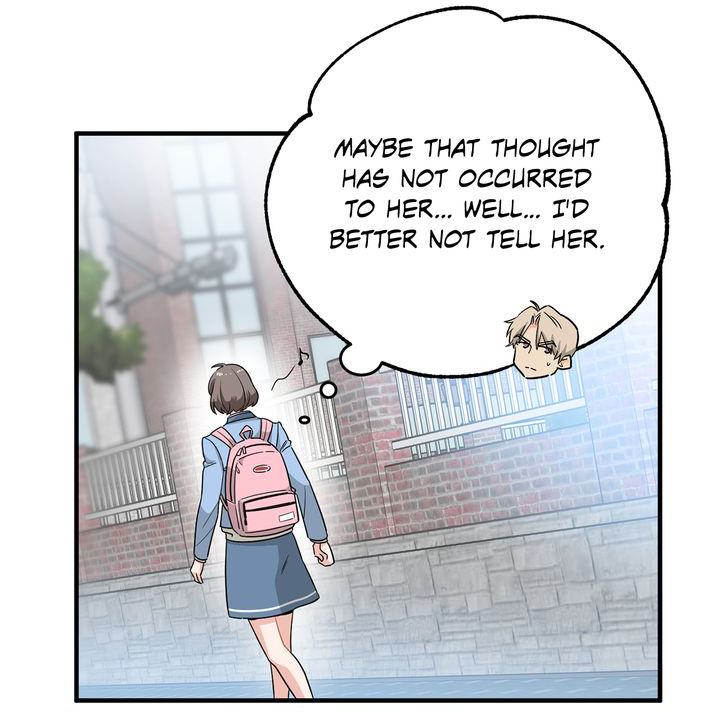 MAYBE THAT THOUGHT
HAS NOT OCCURRED
TO HER... WELL... I'D
BETTER NOT TELL HER.